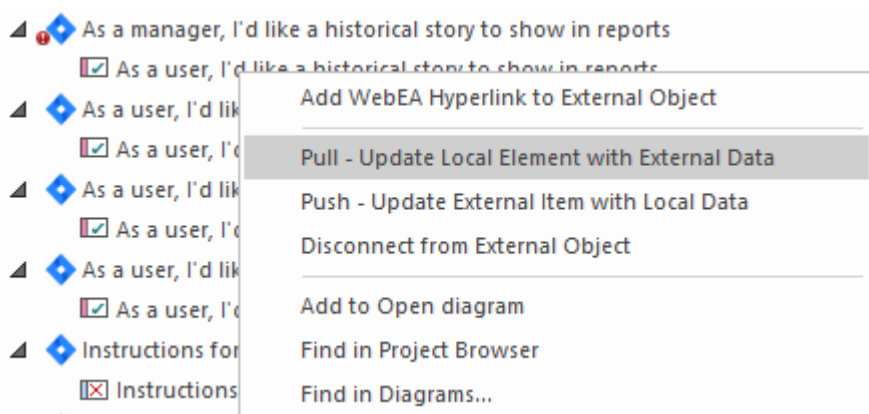 As a manager, I'd like a historical story to show in reports
As a user, I'd like a historical story to show in reports
As a user, I'd lik
As a user, I'd
As a user, I'd lik
As a user, I'd
As a user, I'd lik
As a user, I'd
Instructions for
Instructions
Add WebEA Hyperlink to External Object
Pull - Update Local Element with External Data
Push - Update External Item with Local Data
Disconnect from External Object
Add to Open diagram
Find in Project Browser
Find in Diagrams...